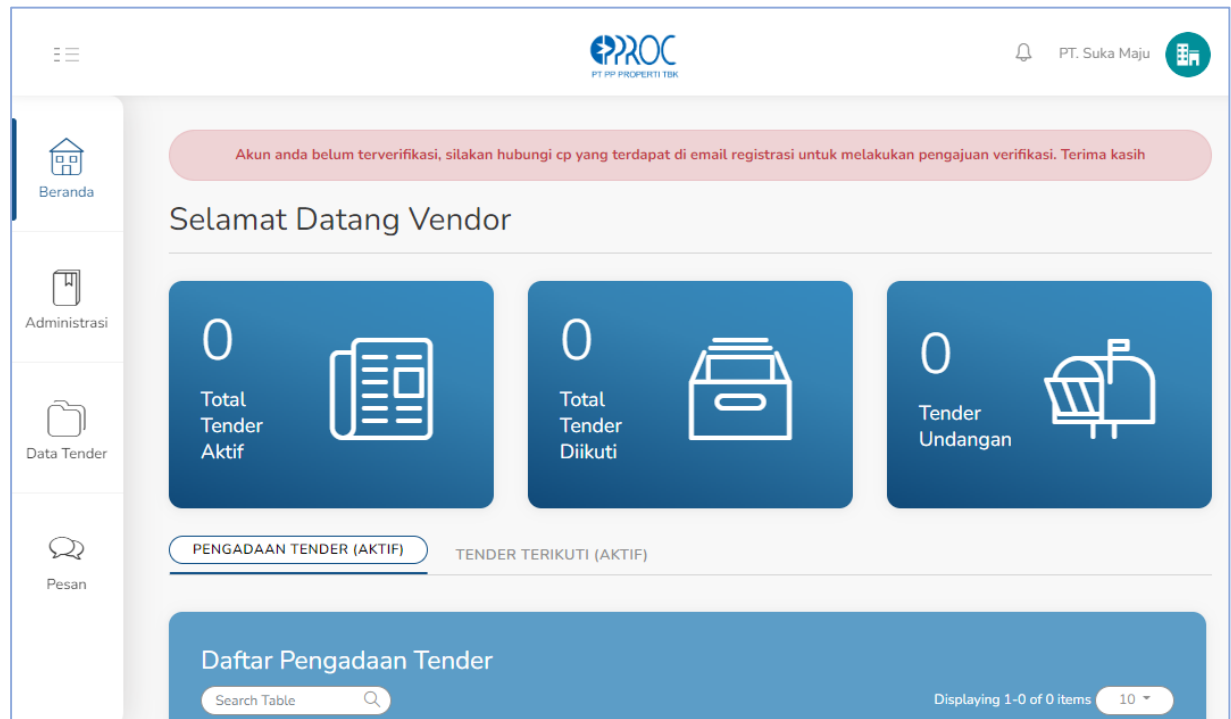 EPROC
PT PP PROPERTI TBK
PT. Suka Maju
Beranda
Administrasi
Data Tender
Pesan
Akun anda belum terverifikasi, silakan hubungi cp yang terdapat di email registrasi untuk melakukan pengajuan verifikasi. Terima kasih
Selamat Datang Vendor
0
Total
Tender
Aktif
0
Total
Tender
Diikuti
0
Tender
Undangan
PENGADAAN TENDER (AKTIF)
TENDER TERIKUTI (AKTIF)
Daftar Pengadaan Tender
Search Table
Displaying 1-0 of 0 items 10